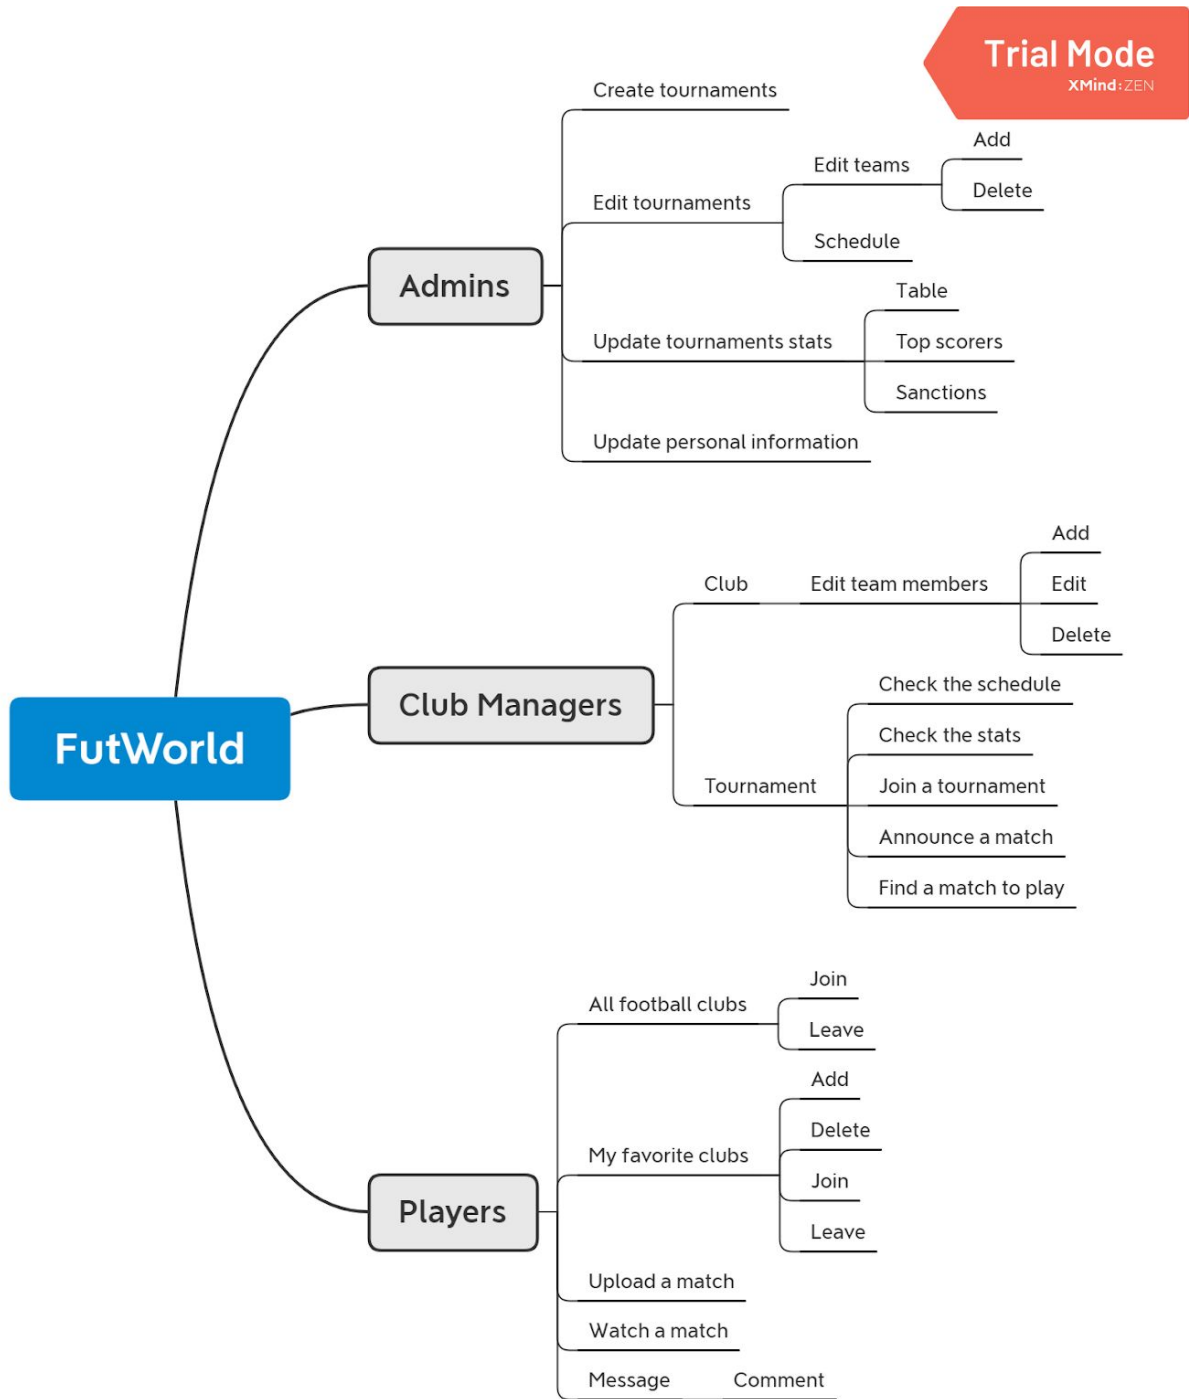 Trial Mode
XMind:ZEN
Create tournaments
Add
Edit teams
Delete
Edit tournaments
Schedule
Admins
Table
Update tournaments stats
Top scorers
Sanctions
Update personal information
Add
Club
Edit team members
Edit
Delete
Check the schedule
Club Managers
Check the stats
FutWorld
Tournament
Join a tournament
Announce a match
Find a match to play
Join
All football clubs
Leave
Add
Delete
My favorite clubs
Join
Players
Leave
Upload a match
Watch a match
Message
Comment